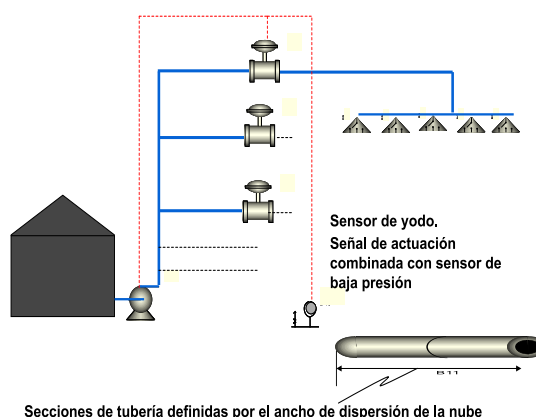 Sensor de yodo.
Señal de actuación
combinada con sensor de
baja presión
B 11
Secciones de tubería definidas por el ancho de dispersión de la nube